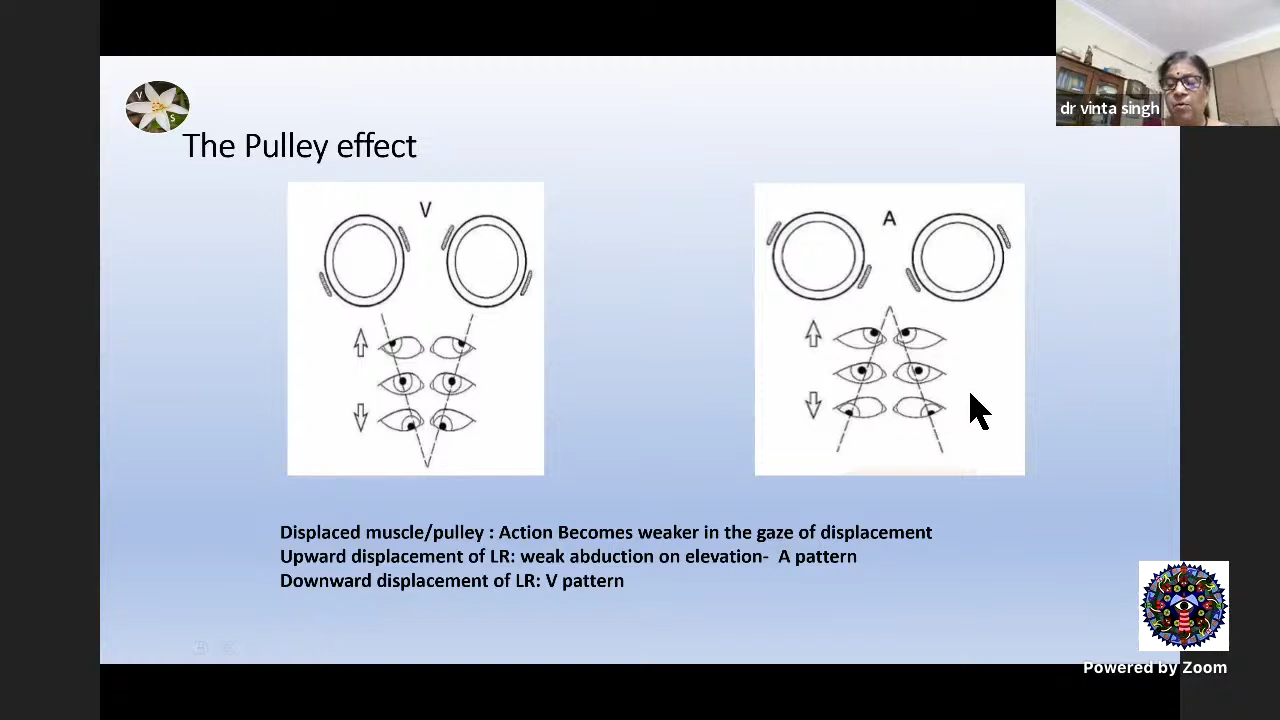 dr vinta singh
V
S
The Pulley effect
V
A
Displaced muscle/pulley : Action Becomes weaker in the gaze of displacement
Upward displacement of LR: weak abduction on elevation-  A pattern
Downward displacement of LR: V pattern
Powered by Zoom